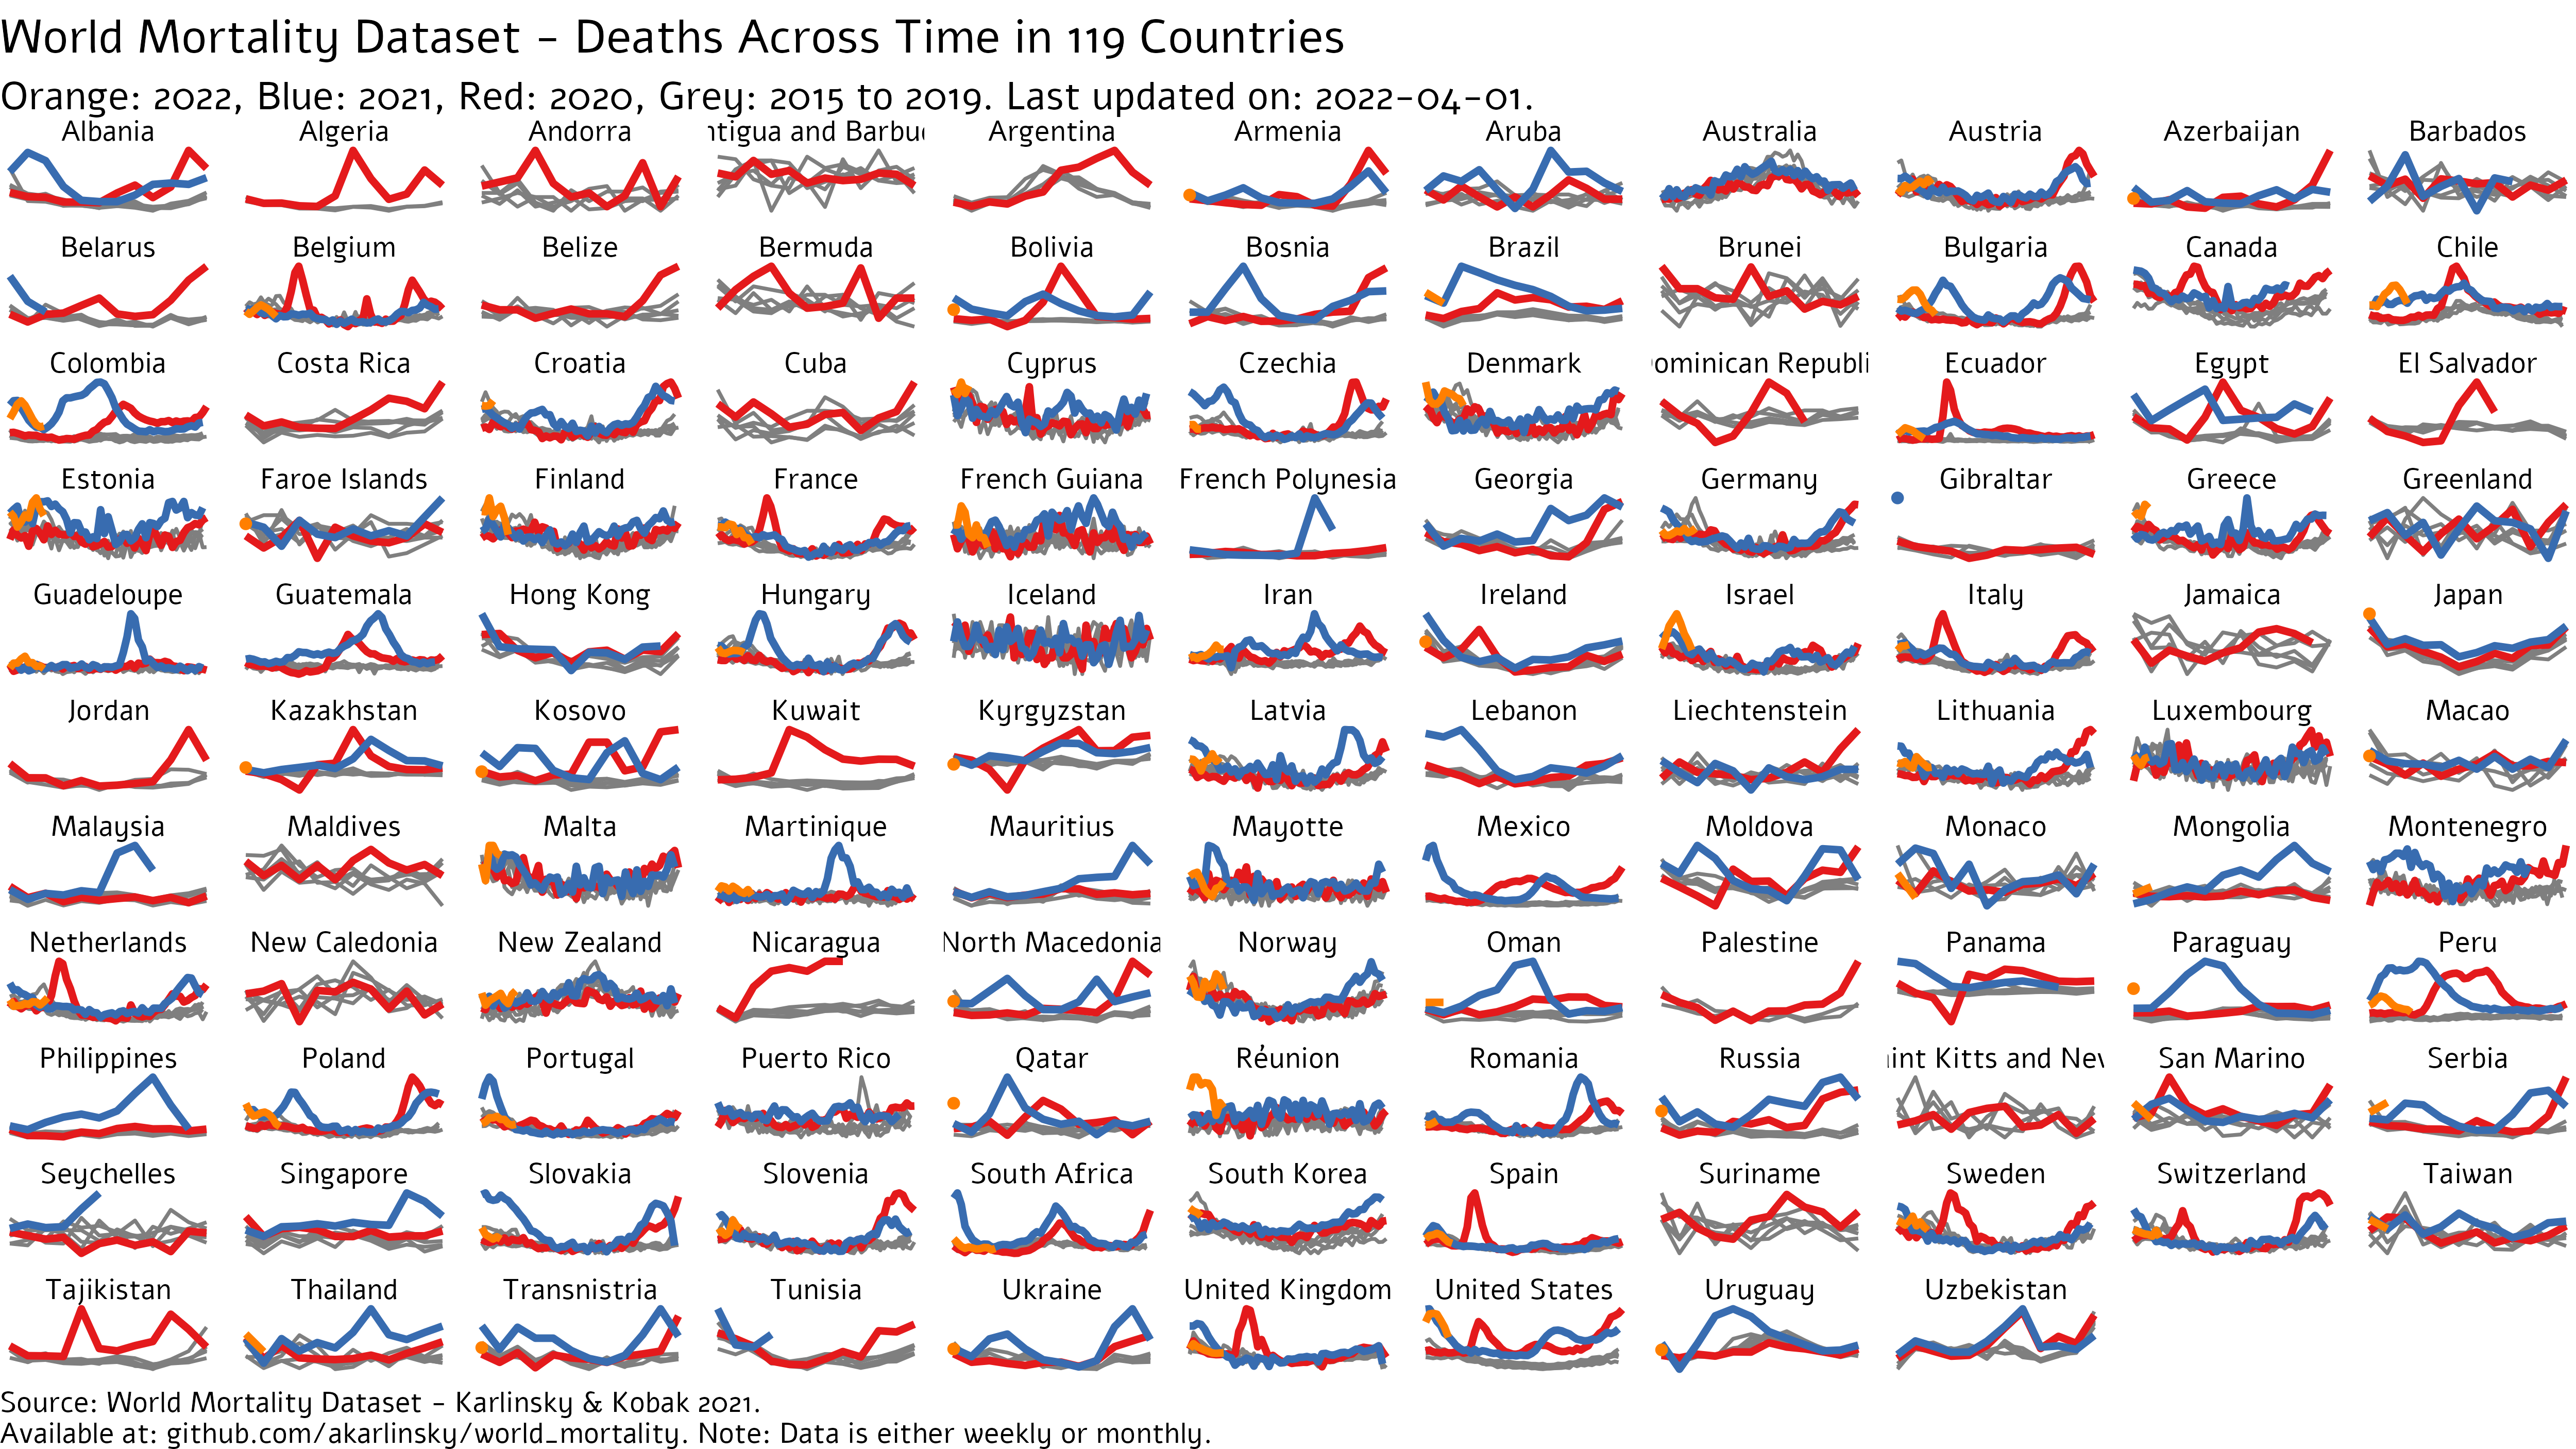 World Mortality Dataset - Deaths Across Time in 119 Countries
Orange: 2022, Blue: 2021, Red: 2020, Grey: 2015 to 2019. Last updated on: 2022-04-01.
Albania Algeria Andorra ntigua and Barbu Argentina Armenia Aruba Australia Austria Azerbaijan Barbados
Belarus Belgium Belize Bermuda Bolivia Bosnia Brazil Brunei Bulgaria Canada Chile
Colombia Costa Rica Croatia Cuba Cyprus Czechia Denmark ominican Republi Ecuador Egypt El Salvador
Estonia Faroe Islands Finland France French Guiana French Polynesia Georgia Germany Gibraltar Greece Greenland
Guadeloupe Guatemala Hong Kong Hungary Iceland Iran Ireland Israel Italy Jamaica Japan
Jordan Kazakhstan Kosovo Kuwait Kyrgyzstan Latvia Lebanon Liechtenstein Lithuania Luxembourg Macao
Malaysia Maldives Malta Martinique Mauritius Mayotte Mexico Moldova Monaco Mongolia Montenegro
Netherlands New Caledonia New Zealand Nicaragua North Macedonia Norway Oman Palestine Panama Paraguay Peru
Philippines Poland Portugal Puerto Rico Qatar Réunion Romania Russia int Kitts and Nev San Marino Serbia
Seychelles Singapore Slovakia Slovenia South Africa South Korea Spain Suriname Sweden Switzerland Taiwan
Tajikistan Thailand Transnistria Tunisia Ukraine United Kingdom United States Uruguay Uzbekistan
Source: World Mortality Dataset - Karlinsky & Kobak 2021.
Available at: github.com/akarlinsky/world_mortality. Note: Data is either weekly or monthly.